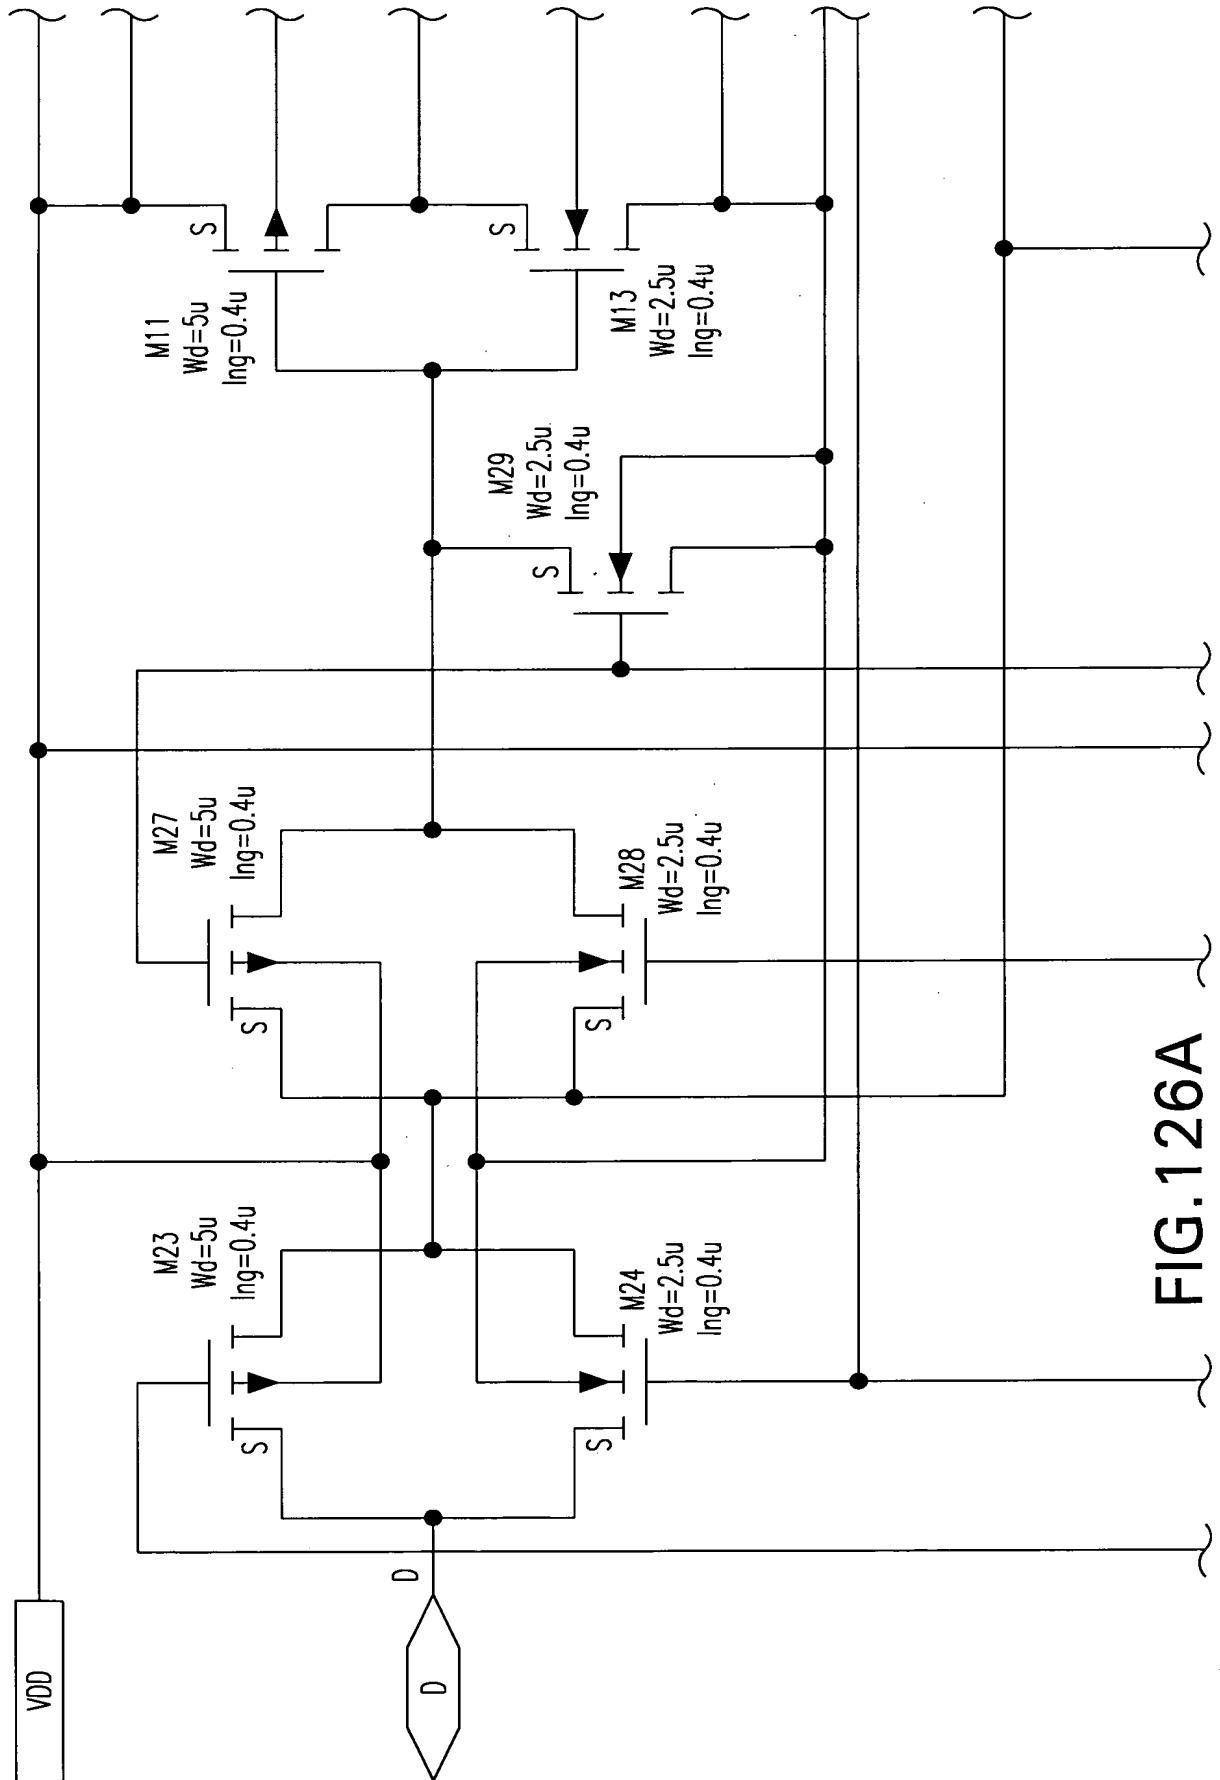 VDD
D
D
M23
Wd=5u
lng=0.4u
S
M24
Wd=2.5u
lng=0.4u
S
M27
Wd=5u
lng=0.4u
S
M28
Wd=2.5u
lng=0.4u
S
M29
Wd=2.5u
lng=0.4u
S
M11
Wd=5u
lng=0.4u
S
M13
Wd=2.5u
lng=0.4u
S
FIG.126A